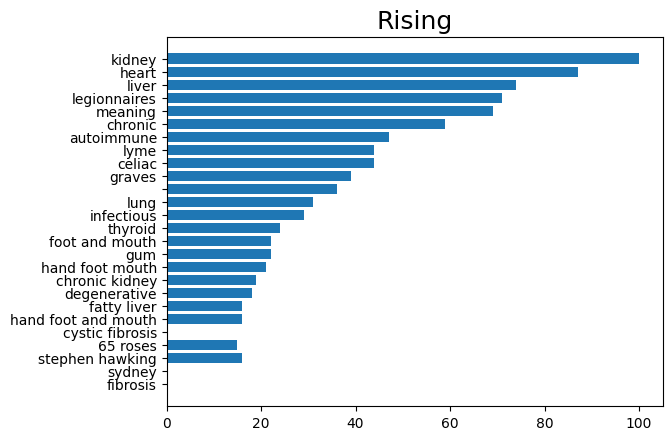 Rising
kidney
heart
liver
legionnaires
meaning
chronic
autoimmune
lyme
celiac
graves
lung
infectious
thyroid
foot and mouth
gum
hand foot mouth
chronic kidney
degenerative
fatty liver
hand foot and mouth
cystic fibrosis
65 roses
stephen hawking
sydney
fibrosis
0 20 40 60 80 100